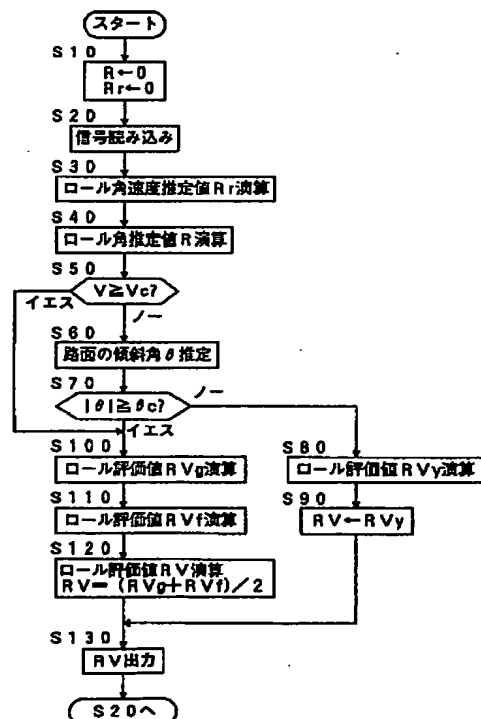 スタート
S10
R←0
Rr←0
S20
信号読み込み
S30
ロール角速度推定値Rr演算
S40
ロール角推定値R演算
S50
V≧Vc?
イエス
ノー
S60
路面の傾斜角θ推定
S70
|θ|≧θc?
ノー
イエス
S100
ロール評価値RVg演算
S80
ロール評価値RVy演算
S110
ロール評価値RVf演算
S90
RV←RVy
S120
ロール評価値RV演算
RV=(RVg+RVf)/2
S130
RV出力
S20へ